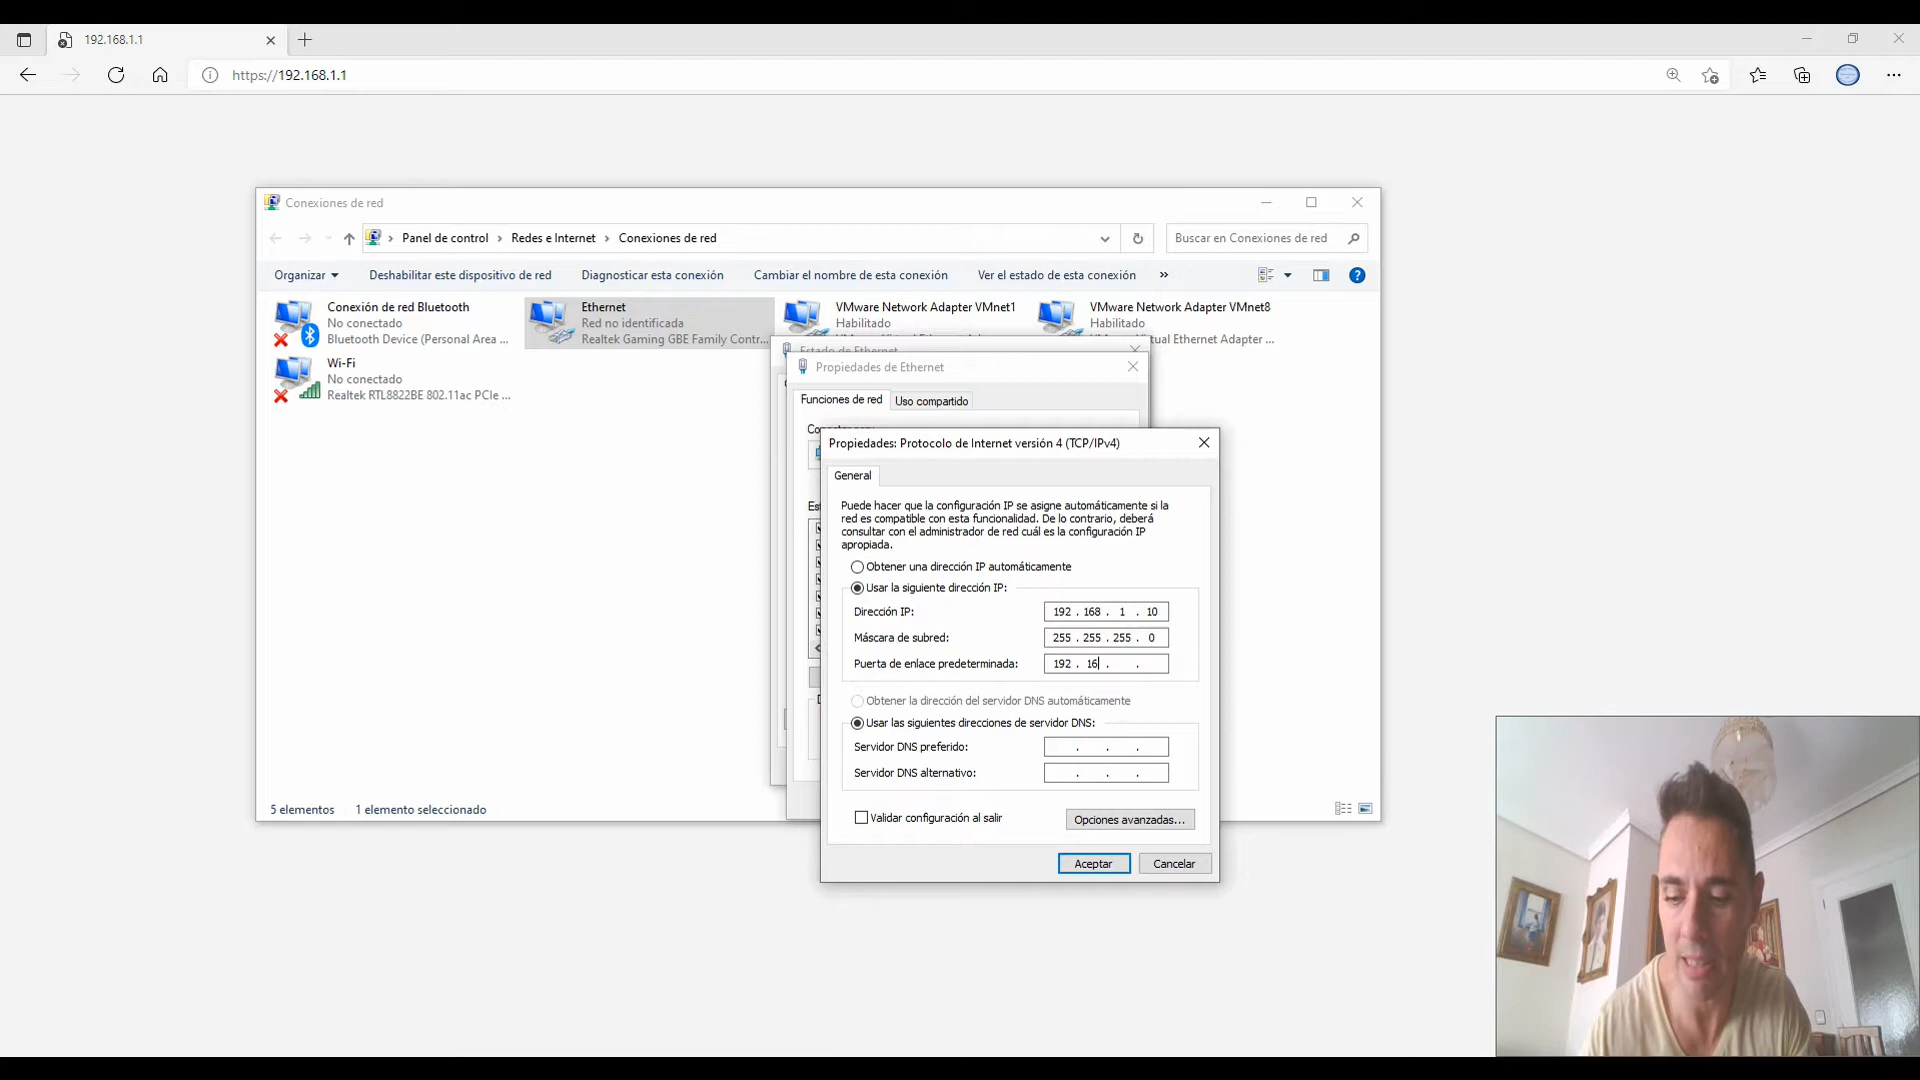 192.168.1.1
https://192.168.1.1
Conexiones de red
Panel de control
Redes e Internet
Conexiones de red
Buscar en Conexiones de red
Organizar
Deshabilitar este dispositivo de red
Diagnosticar esta conexión
Cambiar el nombre de esta conexión
Ver el estado de esta conexión
»
Conexión de red Bluetooth
No conectado
Bluetooth Device (Personal Area ...
Ethernet
Red no identificada
Realtek Gaming GBE Family Contr...
VMware Network Adapter VMnet1
Habilitado
VMware Network Adapter VMnet8
Habilitado
Ethernet Adapter ...
Wi-Fi
No conectado
Realtek RTL8822BE 802.11ac PCIe ...
Estado de Ethernet
Propiedades de Ethernet
Funciones de red
Uso compartido
Propiedades: Protocolo de Internet versión 4 (TCP/IPv4)
General
Puede hacer que la configuración IP se asigne automáticamente si la
red es compatible con esta funcionalidad. De lo contrario, deberá
consultar con el administrador de red cuál es la configuración IP
apropiada.
Obtener una dirección IP automáticamente
Usar la siguiente dirección IP:
Dirección IP: 192 . 168 . 1 . 10
Máscara de subred: 255 . 255 . 255 . 0
Puerta de enlace predeterminada: 192 . 16 . .
Obtener la dirección del servidor DNS automáticamente
Usar las siguientes direcciones de servidor DNS:
Servidor DNS preferido: . . .
Servidor DNS alternativo: . . .
Validar configuración al salir
Opciones avanzadas...
Aceptar
Cancelar
5 elementos
1 elemento seleccionado